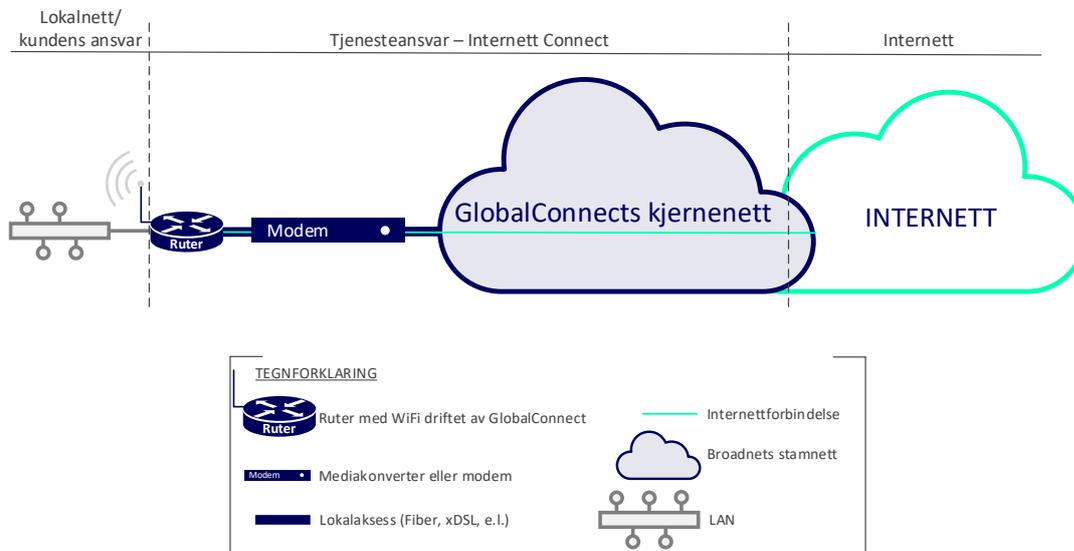 Lokalnett/
kundens ansvar
Tjenesteansvar – Internett Connect
Internett
Ruter
Modem
GlobalConnects kjernenett
INTERNETT
TEGNFORKLARING
Ruter
Ruter med WiFi driftet av GlobalConnect
Modem
Mediakonverter eller modem
Lokalaksess (Fiber, xDSL, e.l.)
Internettforbindelse
Broadnets stamnett
LAN